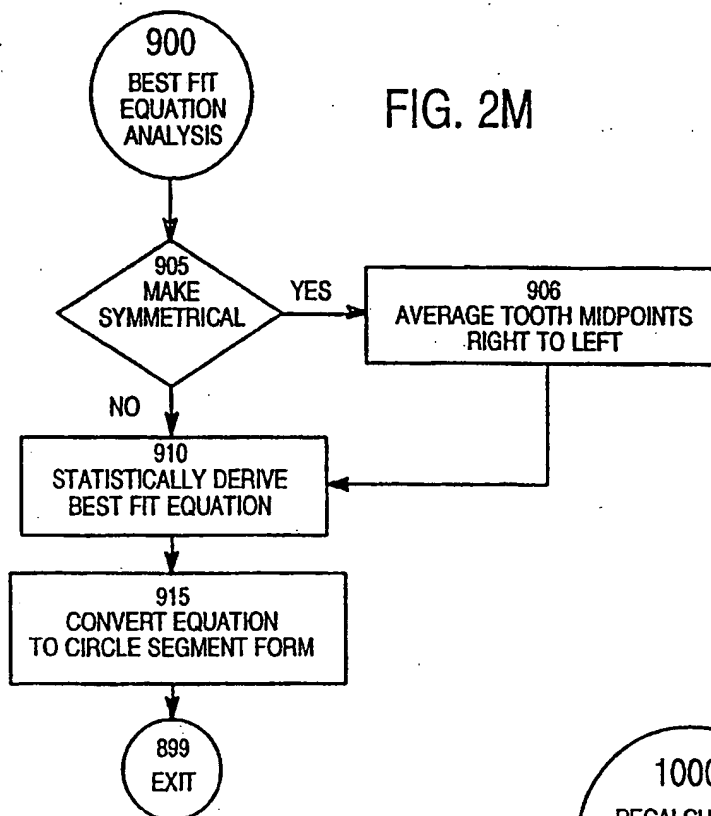 FIG. 2M
900
BEST FIT
EQUATION
ANALYSIS
905
MAKE
SYMMETRICAL
YES
906
AVERAGE TOOTH MIDPOINTS
RIGHT TO LEFT
NO
910
STATISTICALLY DERIVE
BEST FIT EQUATION
915
CONVERT EQUATION
TO CIRCLE SEGMENT FORM
899
EXIT
1000